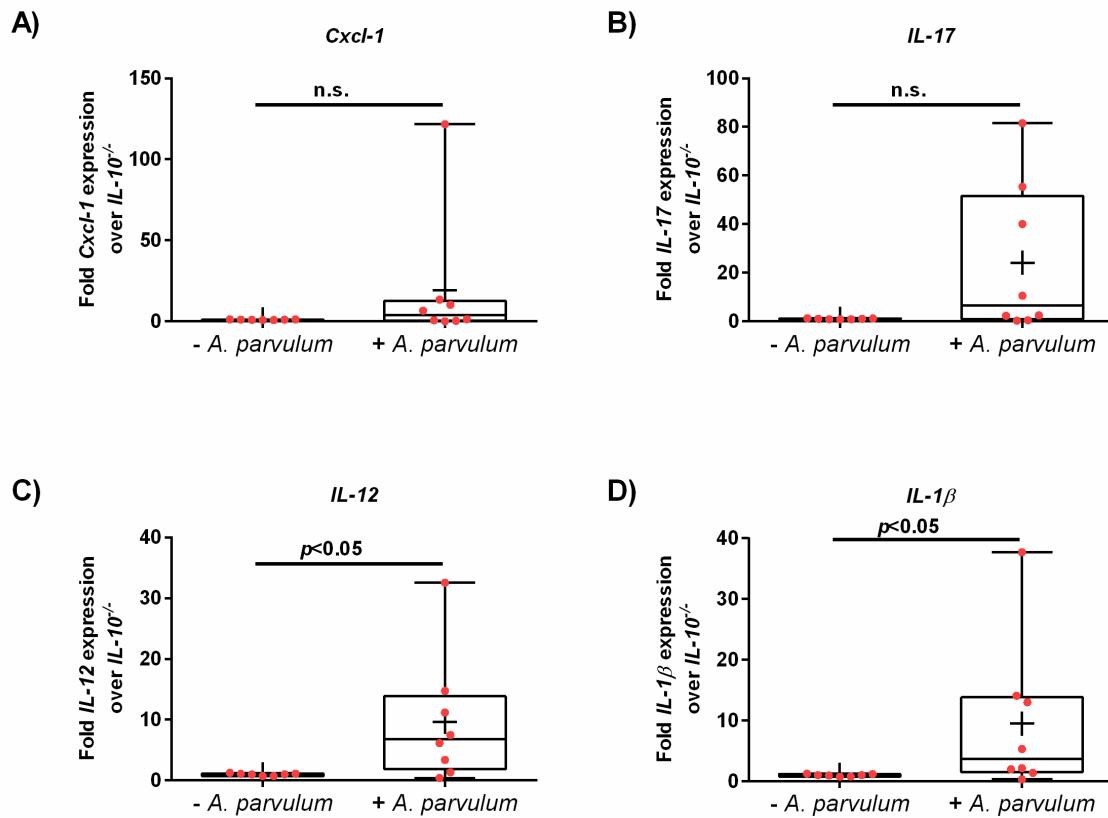 A)
Cxcl-1
n.s.
Fold Cxcl-1 expression
over IL-10-/-
150
100
50
0
- A. parvulum
+ A. parvulum
B)
IL-17
n.s.
Fold IL-17 expression
over IL-10-/-
100
80
60
40
20
0
- A. parvulum
+ A. parvulum
C)
IL-12
p<0.05
Fold IL-12 expression
over IL-10-/-
40
30
20
10
0
- A. parvulum
+ A. parvulum
D)
IL-1β
p<0.05
Fold IL-1β expression
over IL-10-/-
40
30
20
10
0
- A. parvulum
+ A. parvulum